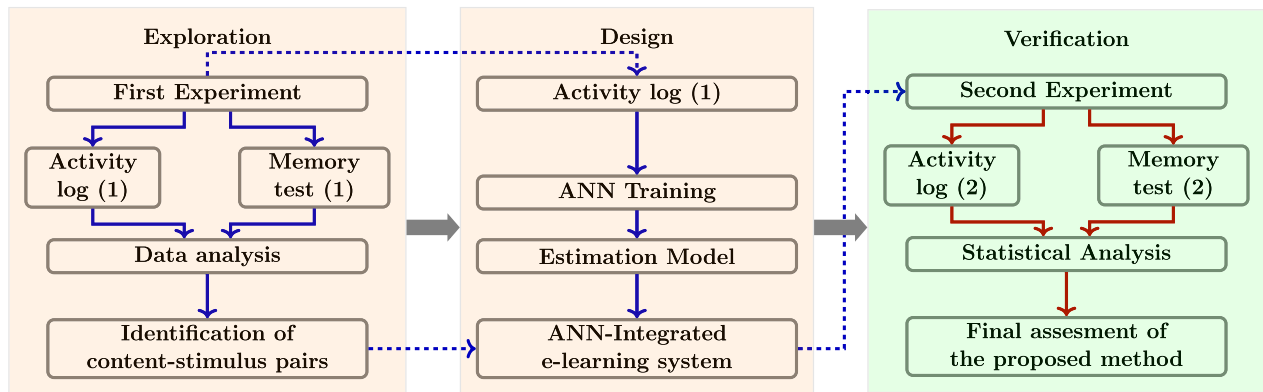 Exploration
First Experiment
Activity
log (1)
Memory
test (1)
Data analysis
Identification of
content-stimulus pairs
Design
Activity log (1)
ANN Training
Estimation Model
ANN-Integrated
e-learning system
Verification
Second Experiment
Activity
log (2)
Memory
test (2)
Statistical Analysis
Final assesment of
the proposed method